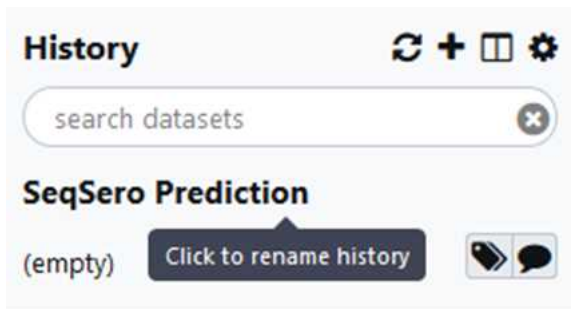 History
search datasets
SeqSero Prediction
Click to rename history
(empty)